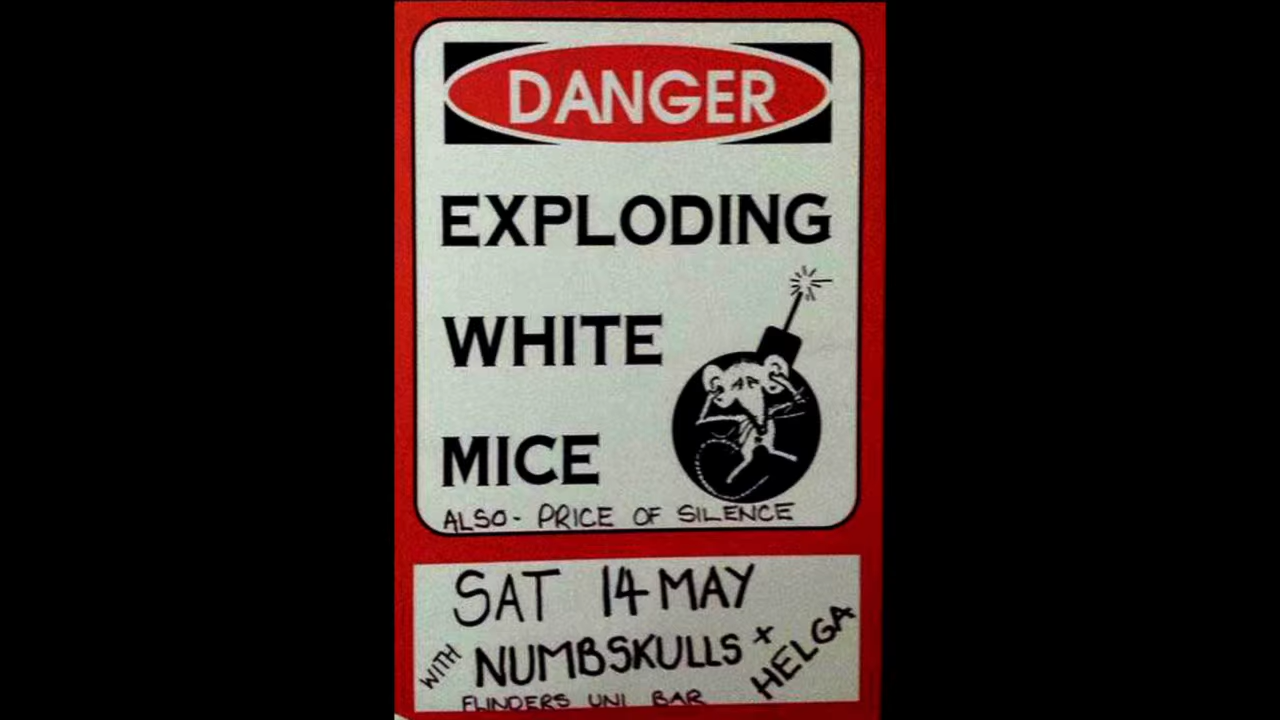 DANGER
EXPLODING
WHITE
MICE
ALSO - PRICE OF SILENCE
SAT 14 MAY
WITH NUMBSKULLS + HELGA
FLINDERS UNI BAR